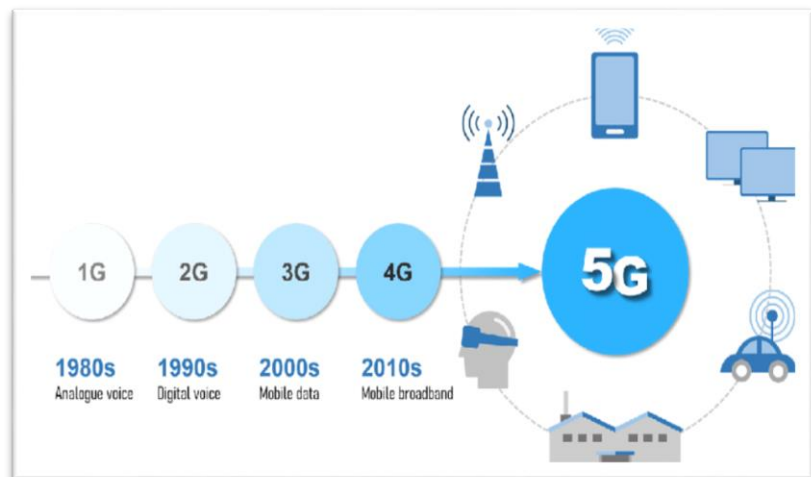 1G 2G 3G 4G 5G
1980s 1990s 2000s 2010s
Analogue voice Digital voice Mobile data Mobile broadband